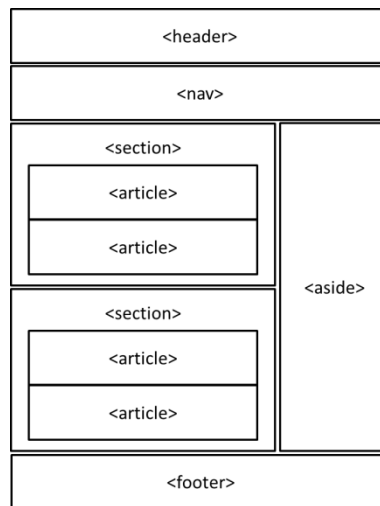 <header>
<nav>
<section>
<article>
<article>
<aside>
<section>
<article>
<article>
<footer>